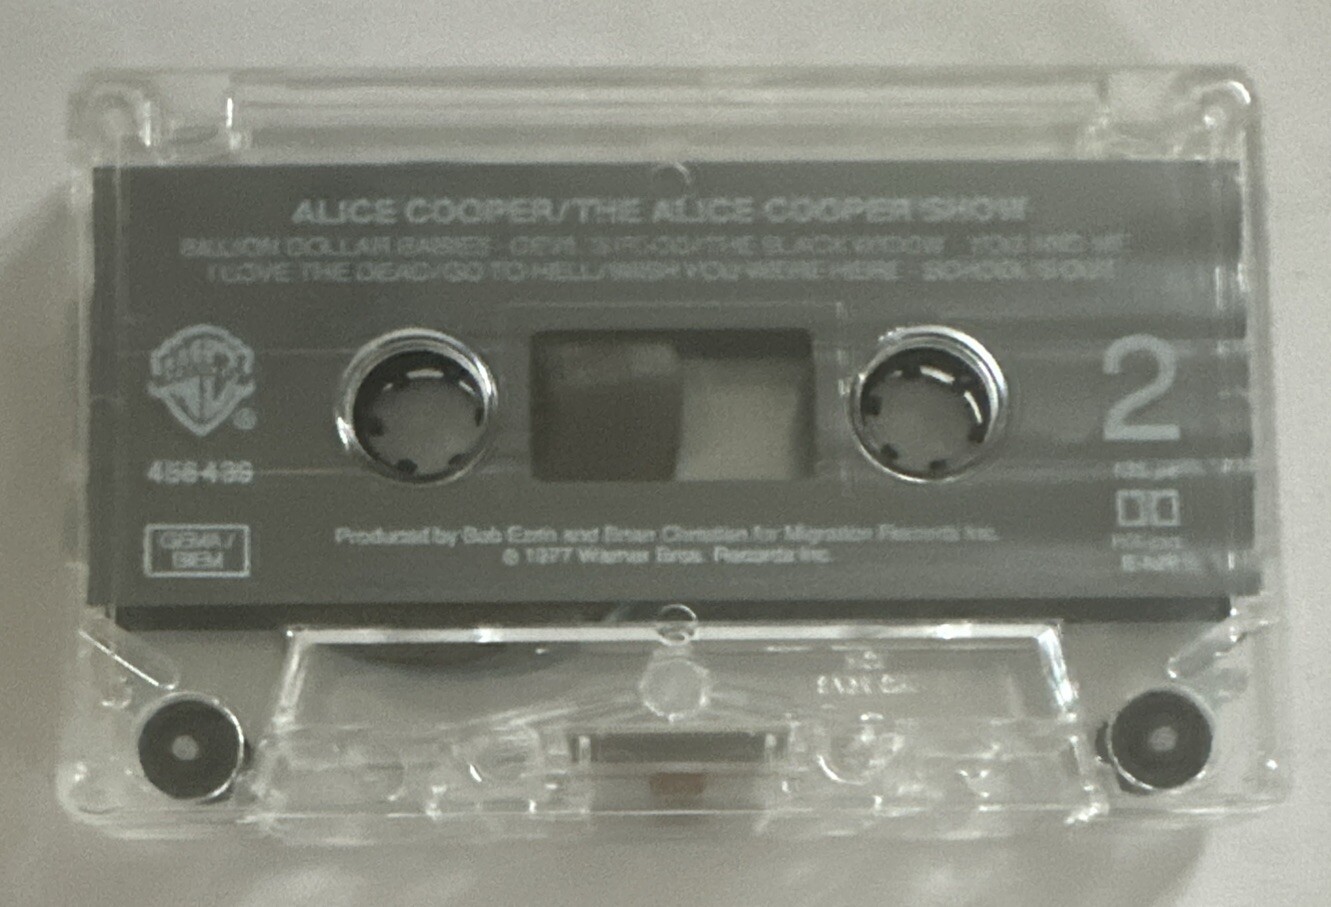 ALICE COOPER/THE ALICE COOPER SHOW
BILLION DOLLAR BABIES · DEVIL'S FOOD/THE BLACK WIDOW · YOU AND ME
I LOVE THE DEAD/GO TO HELL/WISH YOU WERE HERE · SCHOOL'S OUT
2
®
456439
GEMA/
BIEM
Produced by Bob Ezrin and Brian Christian for Migration Records Inc.
1977 Warner Bros. Records Inc.